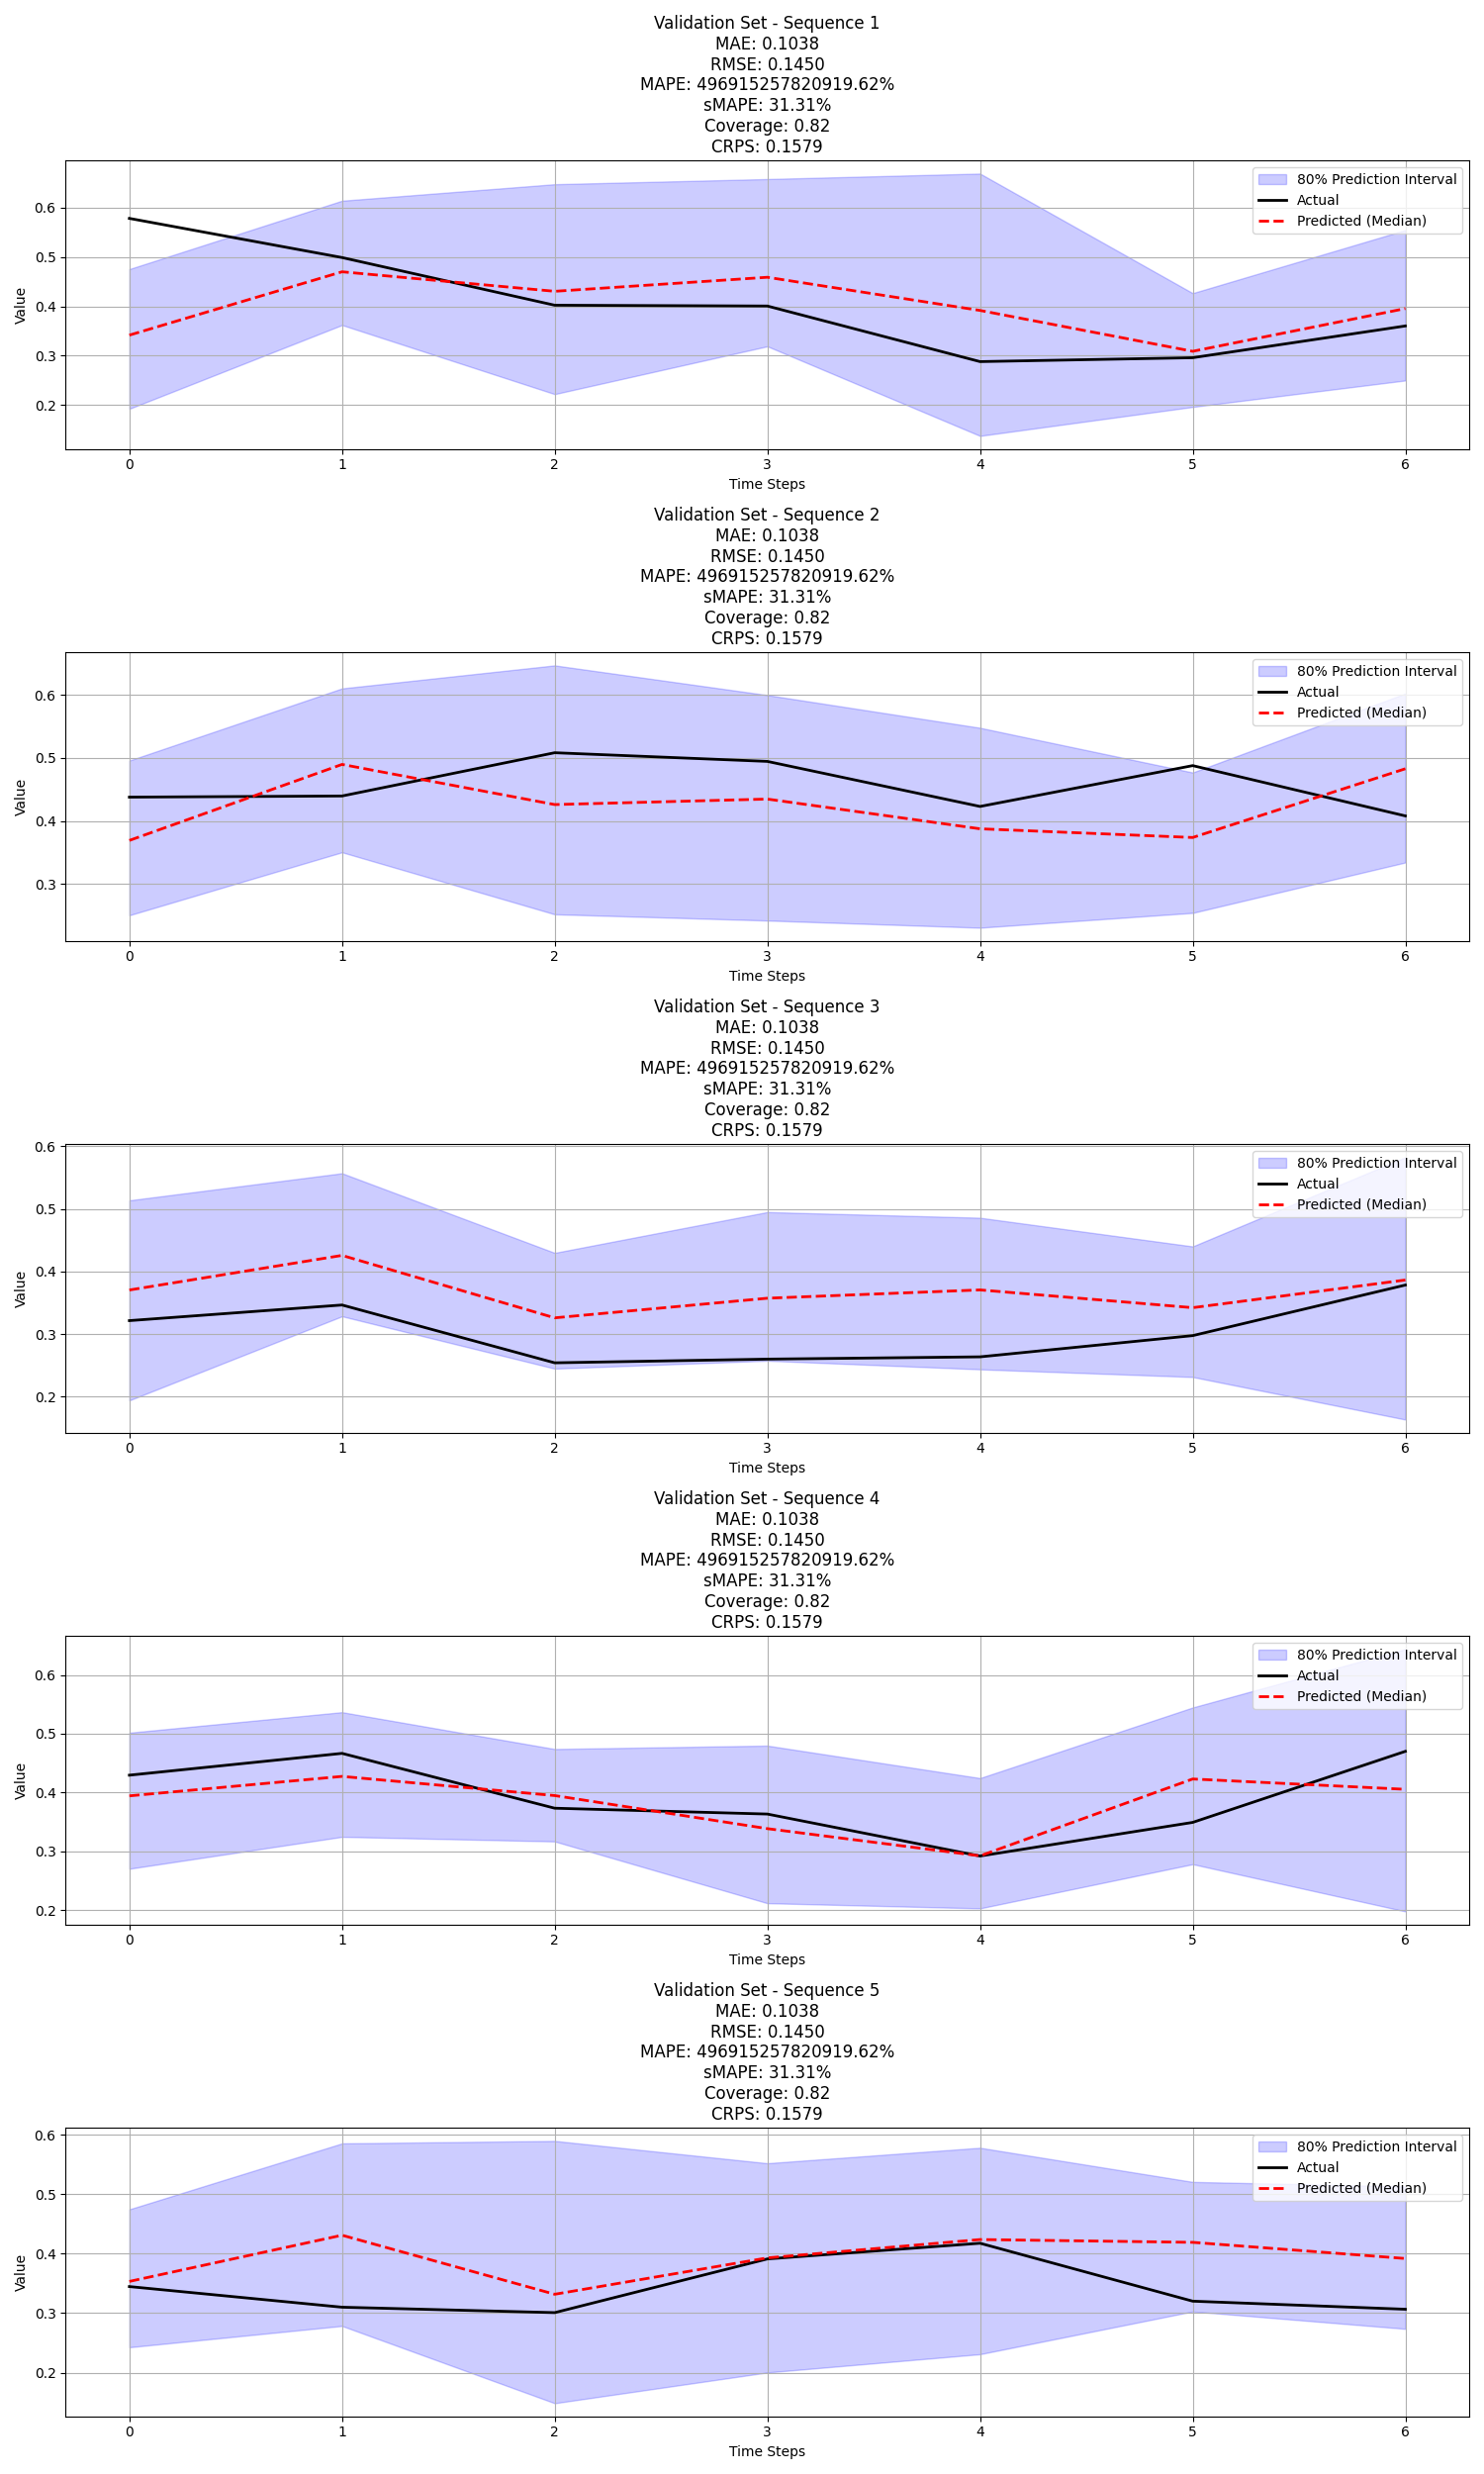 Validation Set - Sequence 1
MAE: 0.1038
RMSE: 0.1450
MAPE: 496915257820919.62%
sMAPE: 31.31%
Coverage: 0.82
CRPS: 0.1579
80% Prediction Interval
Actual
Predicted (Median)
Value
0.6
0.5
0.4
0.3
0.2
0 1 2 3 4 5 6
Time Steps
Validation Set - Sequence 2
MAE: 0.1038
RMSE: 0.1450
MAPE: 496915257820919.62%
sMAPE: 31.31%
Coverage: 0.82
CRPS: 0.1579
80% Prediction Interval
Actual
Predicted (Median)
Value
0.6
0.5
0.4
0.3
0 1 2 3 4 5 6
Time Steps
Validation Set - Sequence 3
MAE: 0.1038
RMSE: 0.1450
MAPE: 496915257820919.62%
sMAPE: 31.31%
Coverage: 0.82
CRPS: 0.1579
80% Prediction Interval
Actual
Predicted (Median)
Value
0.6
0.5
0.4
0.3
0.2
0 1 2 3 4 5 6
Time Steps
Validation Set - Sequence 4
MAE: 0.1038
RMSE: 0.1450
MAPE: 496915257820919.62%
sMAPE: 31.31%
Coverage: 0.82
CRPS: 0.1579
80% Prediction Interval
Actual
Predicted (Median)
Value
0.6
0.5
0.4
0.3
0.2
0 1 2 3 4 5 6
Time Steps
Validation Set - Sequence 5
MAE: 0.1038
RMSE: 0.1450
MAPE: 496915257820919.62%
sMAPE: 31.31%
Coverage: 0.82
CRPS: 0.1579
80% Prediction Interval
Actual
Predicted (Median)
Value
0.6
0.5
0.4
0.3
0.2
0 1 2 3 4 5 6
Time Steps